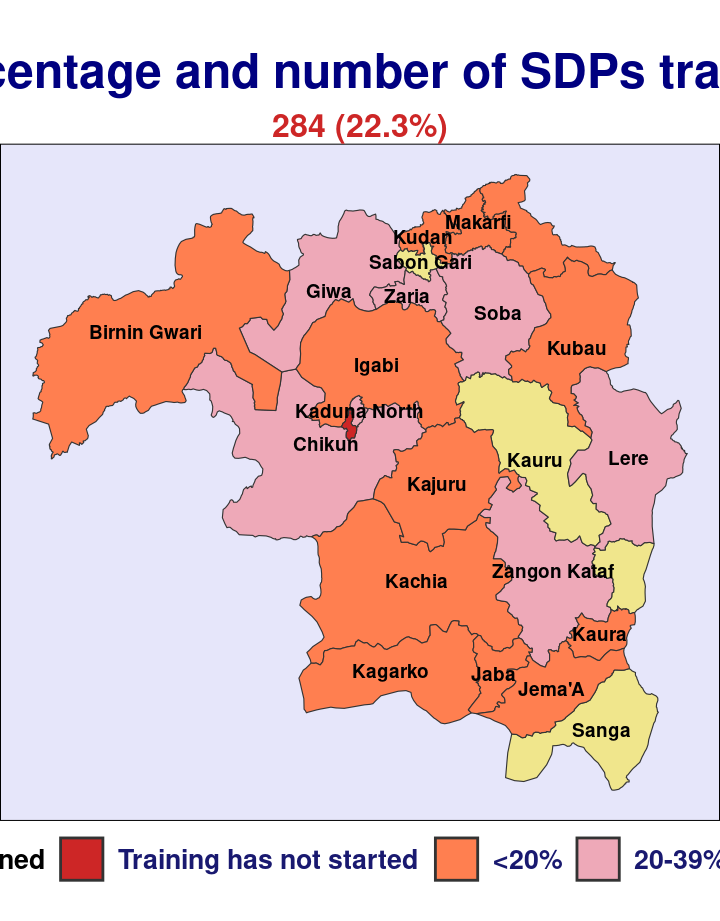 centage and number of SDPs tra
284 (22.3%)
Makarfi
Kudan
Sabon Gari
Giwa
Zaria
Soba
Birnin Gwari
Kubau
Igabi
Kaduna North
Chikun
Kauru
Lere
Kajuru
Zangon Kataf
Kachia
Kaura
Kagarko
Jaba
Jema'A
Sanga
ned Training has not started <20% 20-39%